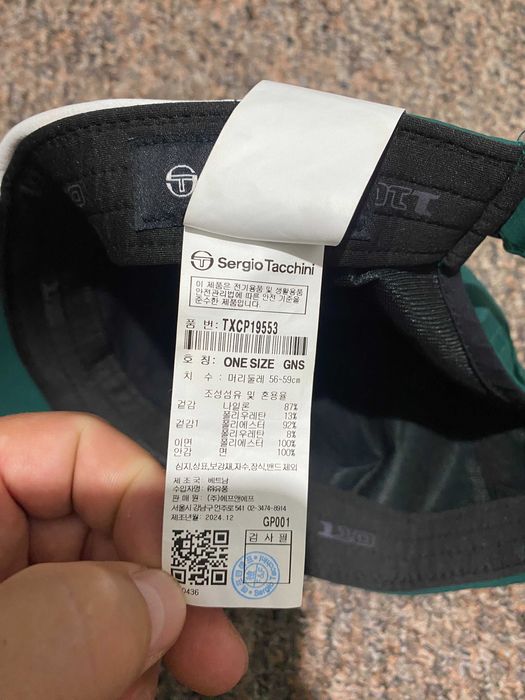 Sergio Tacchini
이 제품은 전기용품 및 생활용품
안전관리법에 따른 안전 기준을
준수한 제품입니다.
품 번: TXCP19553
호 칭: ONE SIZE GNS
치 수 : 머리둘레 56-59cm
조성섬유 및 혼용율
겉감 나일론 87%
폴리우레탄 13%
겉감1 폴리에스터 92%
폴리우레탄 8%
이면 폴리에스터 100%
안감 면 100%
심지,상표,보강재,자수,장식,밴드 제외
제 조 국 : 베트남
수입자명 : ㈜유풍
판 매 원 : (주)에프앤에프
서울시 강남구 언주로 541 02-3474-8914
제조년월 : 2024.12
GP001
검 사 필
0436